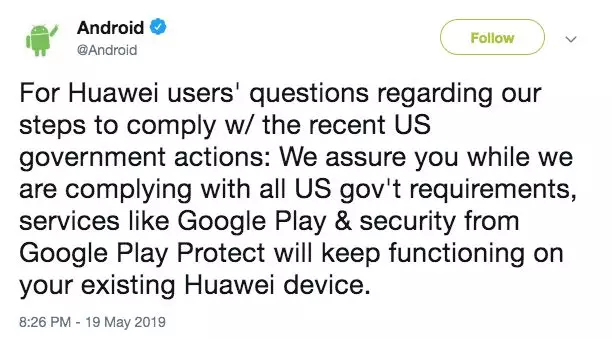 Android
@Android
Follow
For Huawei users' questions regarding our
steps to comply w/ the recent US
government actions: We assure you while we
are complying with all US gov't requirements,
services like Google Play & security from
Google Play Protect will keep functioning on
your existing Huawei device.
8:26 PM - 19 May 2019